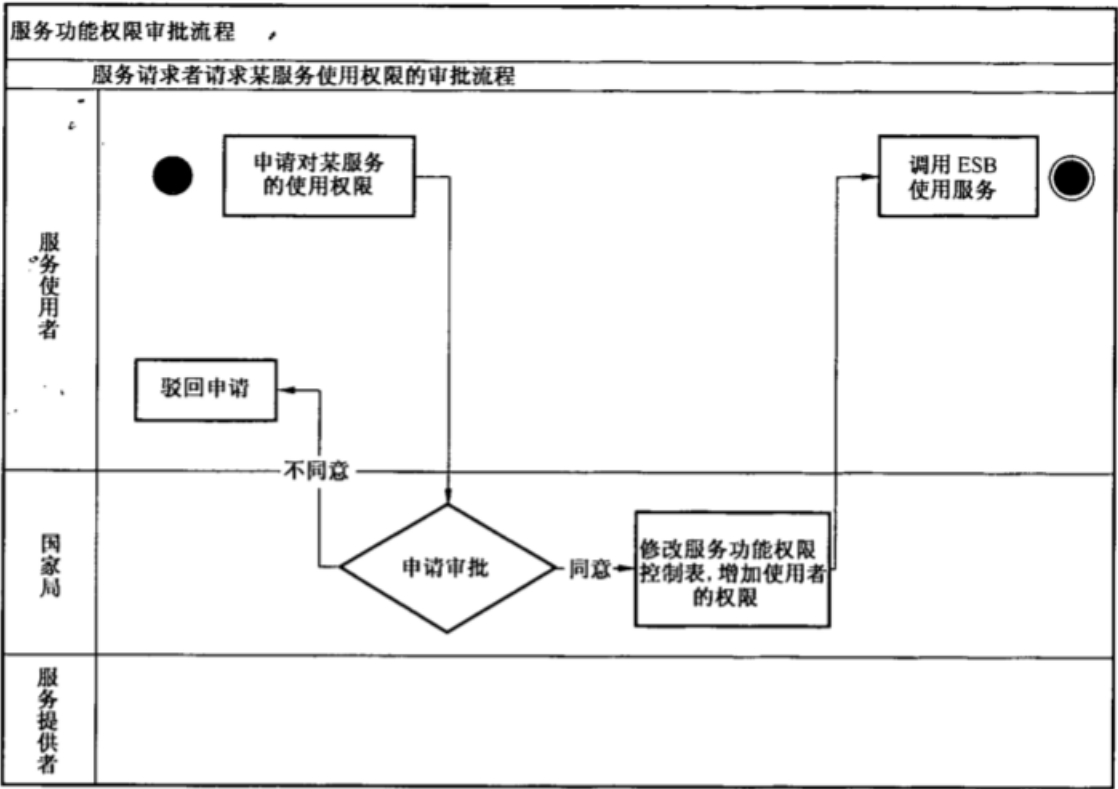 服务功能权限审批流程
服务请求者请求某服务使用权限的审批流程
服务使用者
申请对某服务
的使用权限
调用 ESB
使用服务
驳回申请
不同意
国家局
申请审批
同意
修改服务功能权限
控制表,增加使用者
的权限
服务提供者